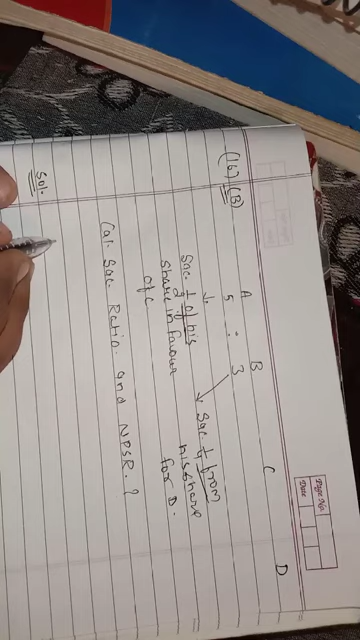 Page No.
Date
(16) (B)
A B C D
5 : 3
Sac. 1/2 of his
share in favour
of C
Sac 1/4 from
his share
for D.
Cal. Sac Ratio. and NPSR. ?
Sol.